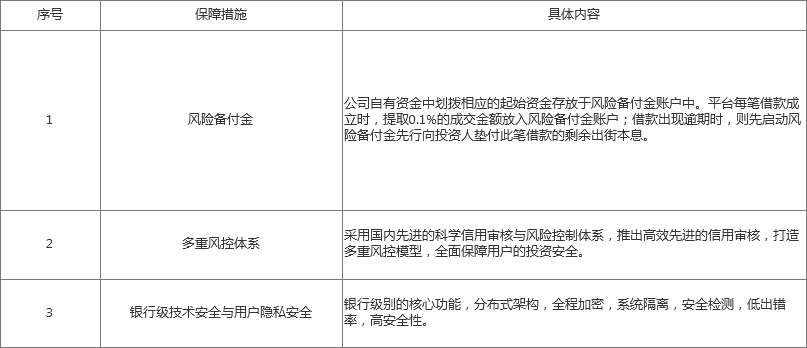 序号 保障措施 具体内容
1 风险备付金 公司自有资金中划拨相应的起始资金存放于风险备付金账户中。平台每笔借款成
立时，提取0.1%的成交金额放入风险备付金账户；借款出现逾期时，则先启动风
险备付金先行向投资人垫付此笔借款的剩余出街本息。
2 多重风控体系 采用国内先进的科学信用审核与风险控制体系，推出高效先进的信用审核，打造
多重风控模型，全面保障用户的投资安全。
3 银行级技术安全与用户隐私安全 银行级别的核心功能，分布式架构，全程加密，系统隔离，安全检测，低出错
率，高安全性。